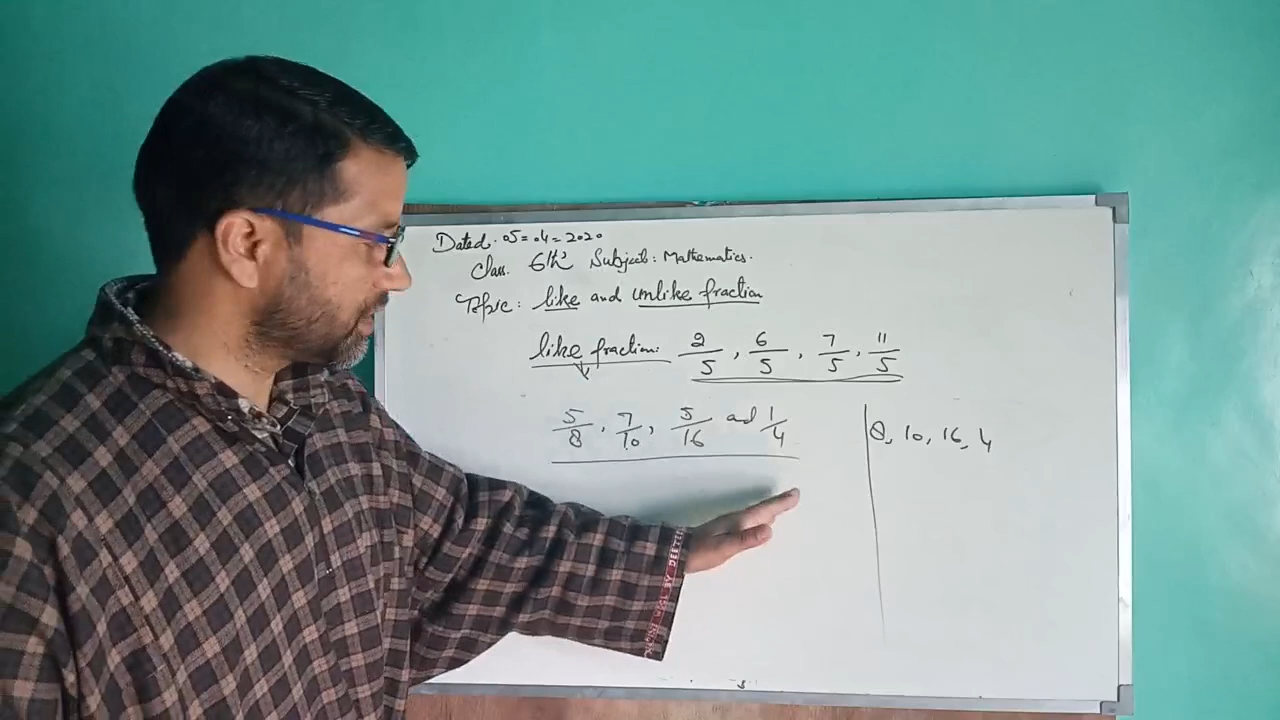 Dated. 05=04=2020
Class. 6th Subject: Mathematics.
Topic: like and unlike fraction
like fraction: 2/5, 6/5, 7/5, 11/5
5/8, 7/10, 5/16 and 1/4
8, 10, 16, 4